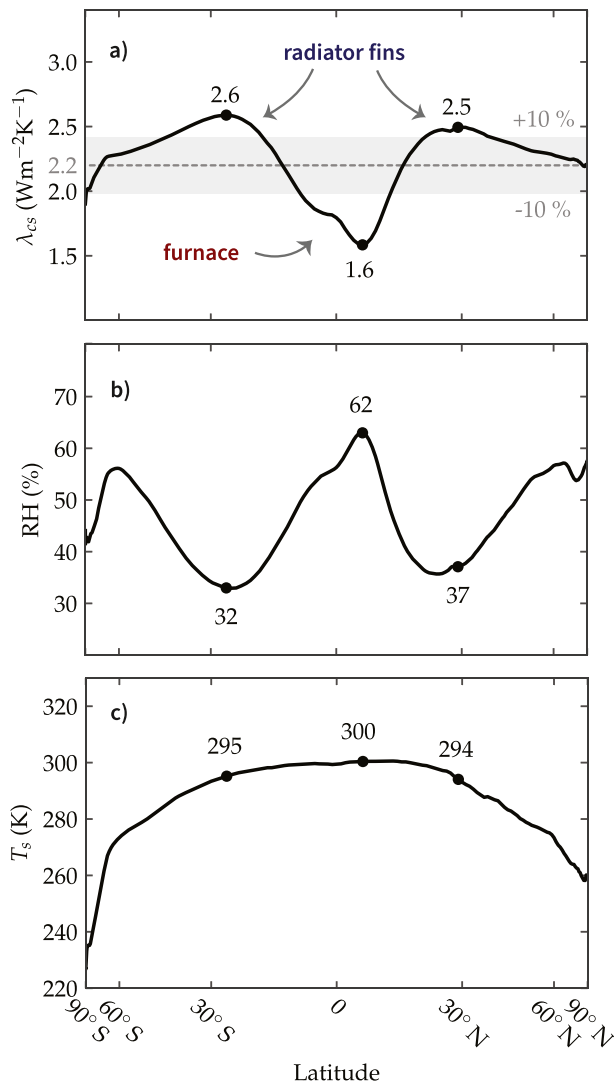 a)
radiator fins
3.0
2.6
2.5
+10 %
2.5
2.2
2.0
-10 %
furnace
1.5
1.6
λcs (Wm−2K−1)
b)
62
70
60
50
40
30
32
37
RH (%)
c)
320
295
300
294
300
280
260
240
220
Ts (K)
90°S
60°S
30°S
0
30°N
60°N
90°N
Latitude